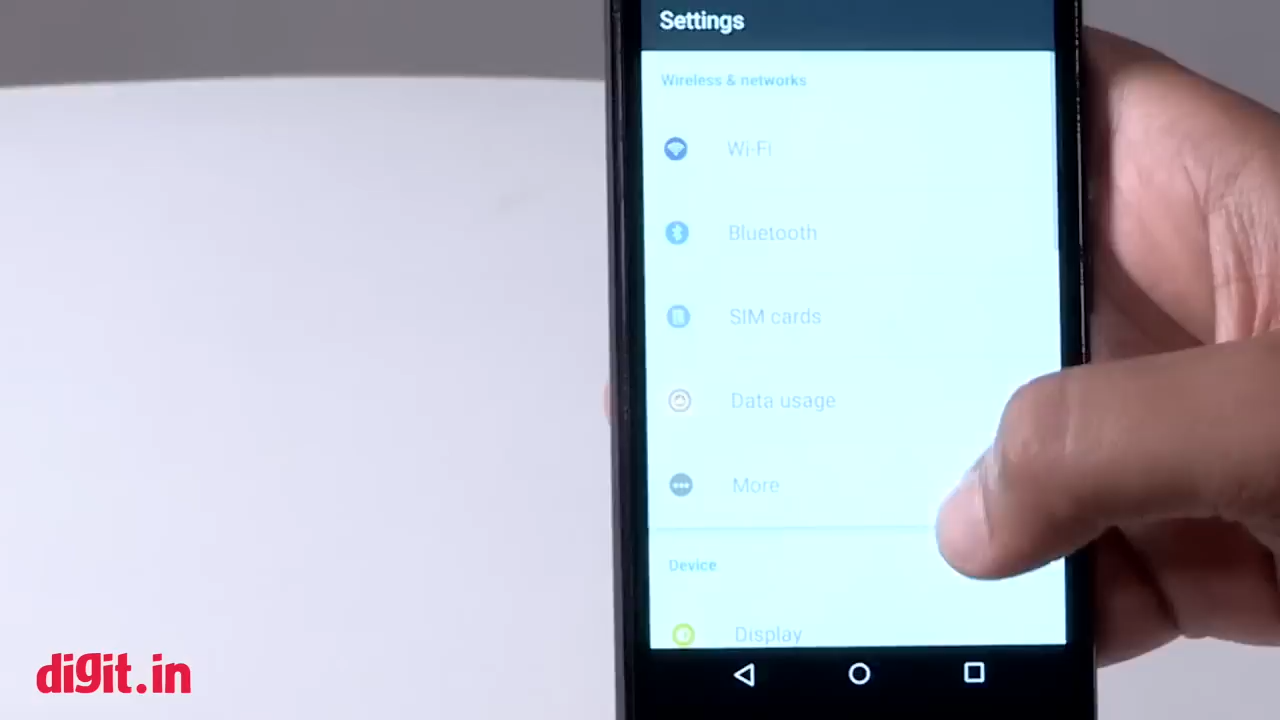 Settings
Wireless & networks
Wi-Fi
Bluetooth
SIM cards
Data usage
More
Device
Display
digit.in